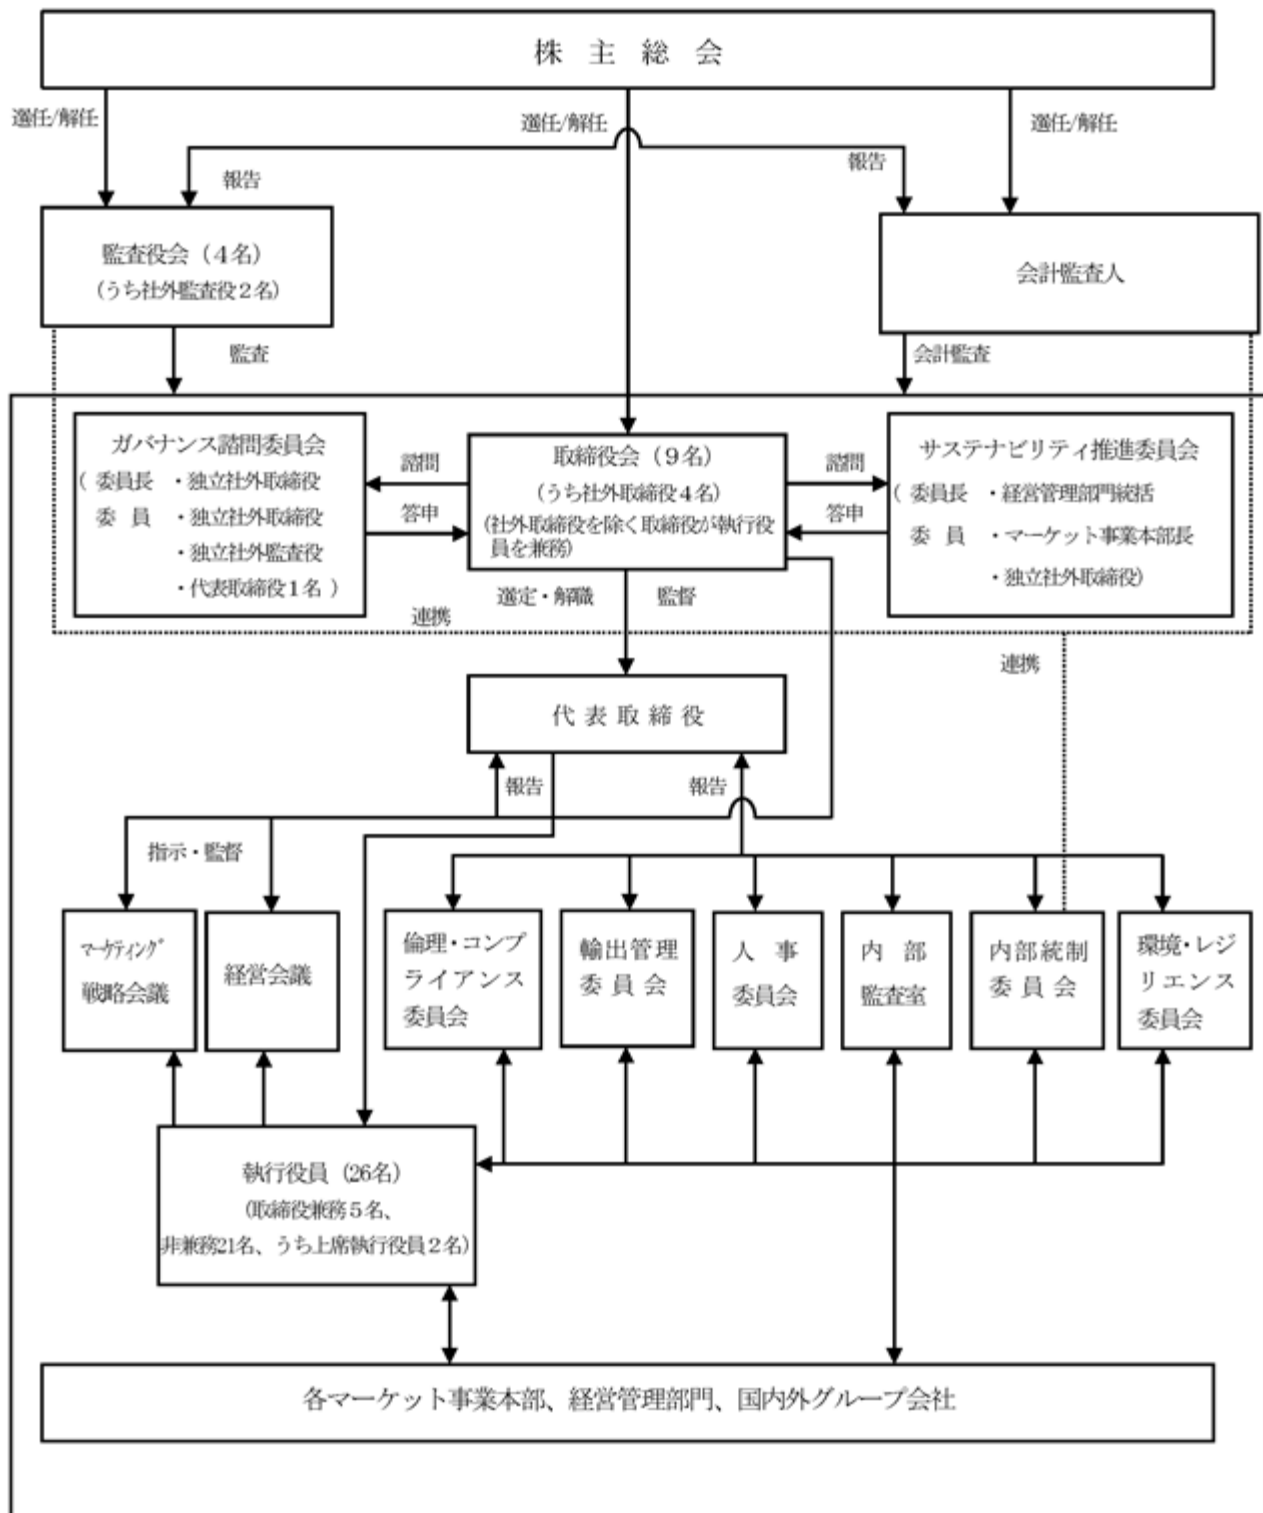 株主総会
選任/解任
選任/解任
選任/解任
報告
報告
監査役会（4名）
（うち社外監査役２名）
会計監査人
監査
会計監査
ガバナンス諮問委員会
（ 委員長 ・独立社外取締役
委 員 ・独立社外取締役
・独立社外監査役
・代表取締役１名 ）
諮問
答申
取締役会（９名）
（うち社外取締役４名）
（社外取締役を除く取締役が執行役
員を兼務）
諮問
答申
サステナビリティ推進委員会
（ 委員長 ・経営管理部門統括
委 員 ・マーケット事業本部長
・独立社外取締役）
選定・解職
監督
連携
連携
代表取締役
報告
報告
指示・監督
マーケティング
戦略会議
経営会議
倫理・コンプ
ライアンス
委員会
輸出管理
委員会
人事
委員会
内部
監査室
内部統制
委員会
環境・レジ
リエンス
委員会
執行役員（26名）
（取締役兼務５名、
非兼務21名、うち上席執行役員２名）
各マーケット事業本部、経営管理部門、国内外グループ会社